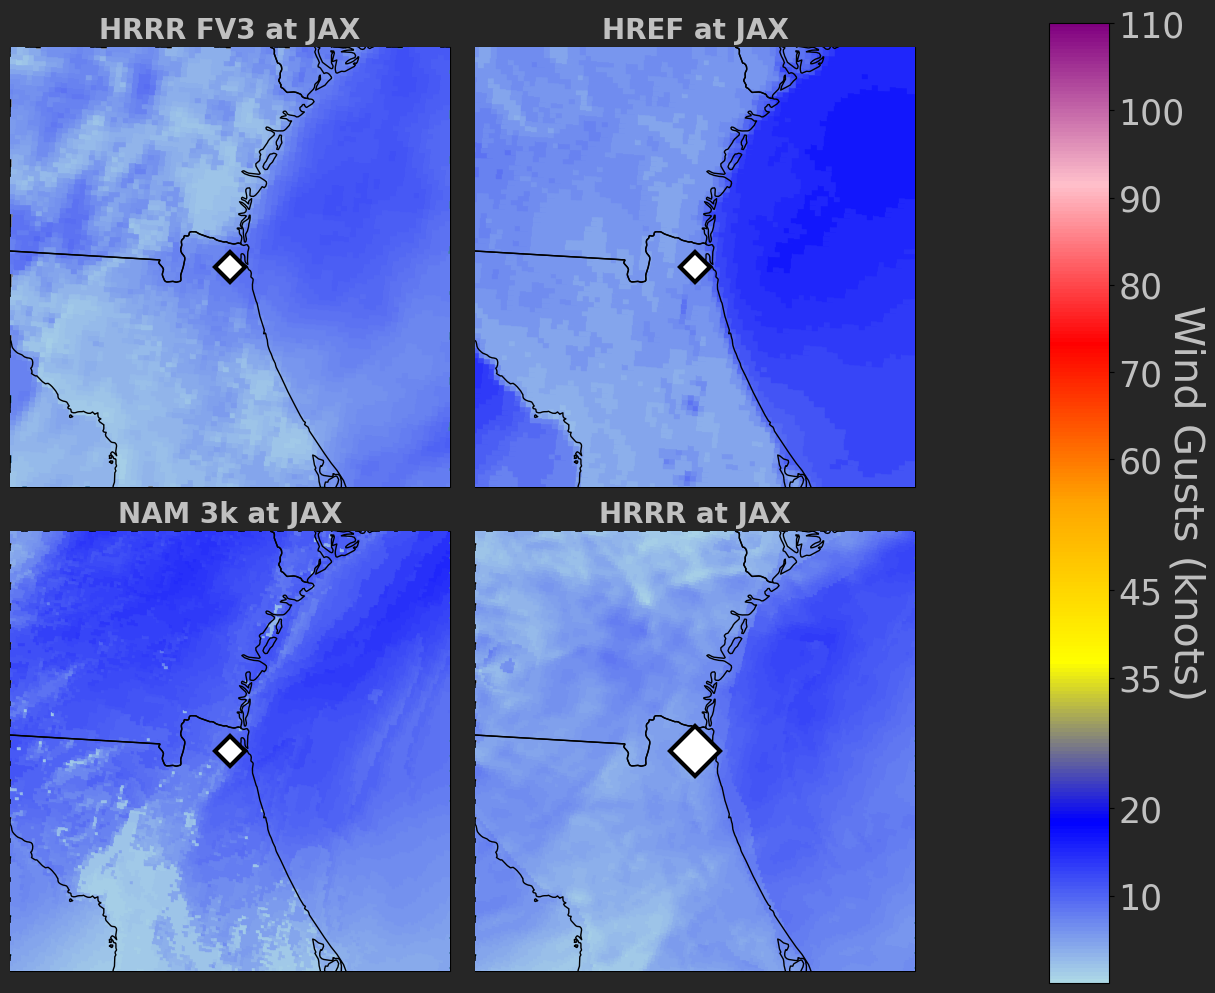 HRRR FV3 at JAX
HREF at JAX
NAM 3k at JAX
HRRR at JAX
110
100
90
80
70
60
45
35
20
10
Wind Gusts (knots)